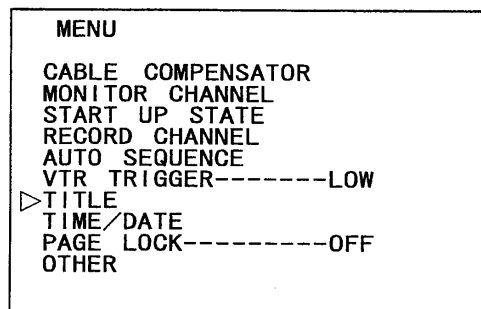 MENU
CABLE COMPENSATOR
MONITOR CHANNEL
START UP STATE
RECORD CHANNEL
AUTO SEQUENCE
VTR TRIGGER-------LOW
▷TITLE
TIME/DATE
PAGE LOCK----------OFF
OTHER